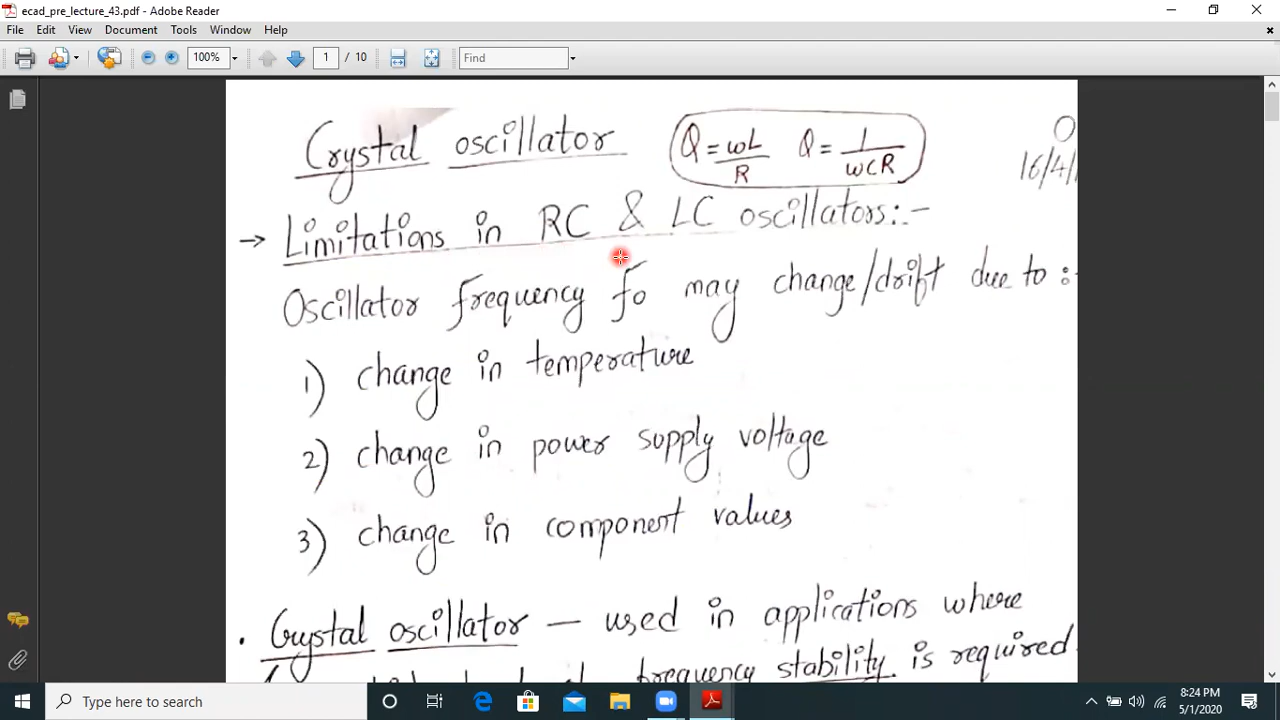 ecad_pre_lecture_43.pdf - Adobe Reader
File Edit View Document Tools Window Help
100% 1 / 10 Find
Crystal oscillator Q = ωL/R Q = 1/ωCR
16/4/
→ Limitations in RC & LC oscillators:-
Oscillator frequency fo may change/drift due to :-
1) change in temperature
2) change in power supply voltage
3) change in component values
• Crystal oscillator — used in applications where
frequency stability is required
Type here to search
8:24 PM
5/1/2020